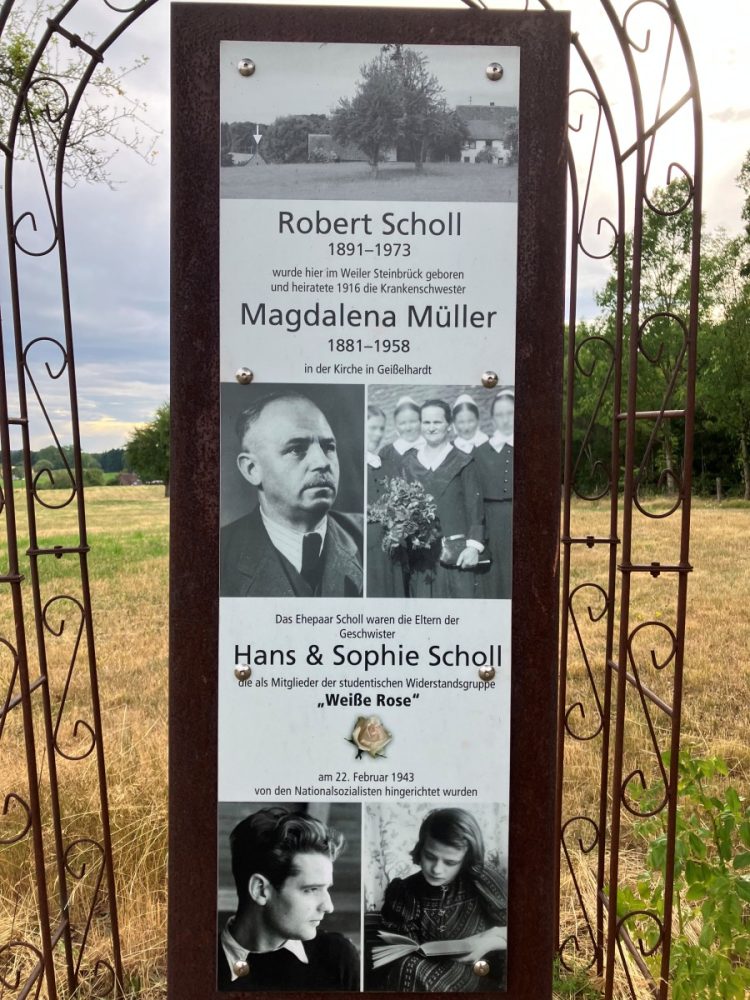 Robert Scholl
1891–1973
wurde hier im Weiler Steinbrück geboren
und heiratete 1916 die Krankenschwester
Magdalena Müller
1881–1958
in der Kirche in Geißelhardt
Das Ehepaar Scholl waren die Eltern der
Geschwister
Hans & Sophie Scholl
die als Mitglieder der studentischen Widerstandsgruppe
„Weiße Rose“
am 22. Februar 1943
von den Nationalsozialisten hingerichtet wurden